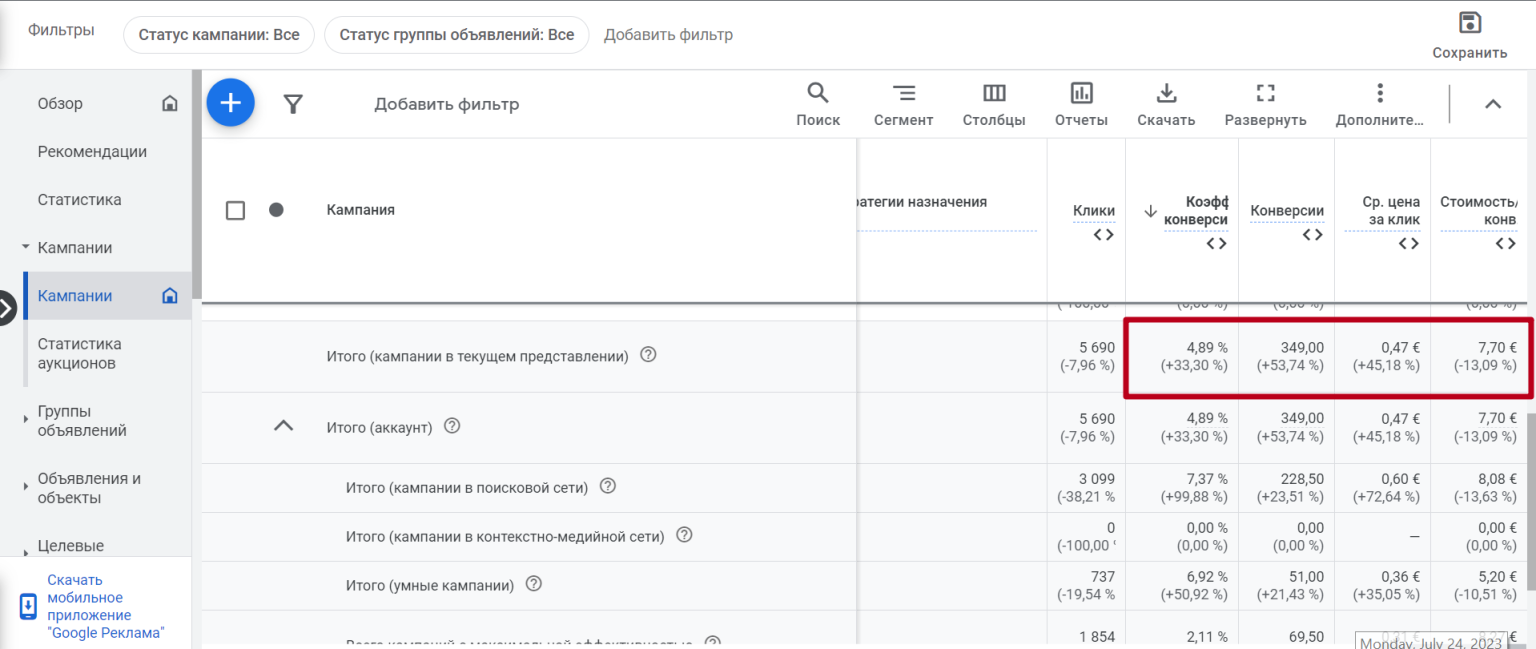 Фильтры
Статус кампании: Все
Статус группы объявлений: Все
Добавить фильтр
Сохранить
Обзор
Рекомендации
Статистика
Кампании
Кампании
Статистика
аукционов
Группы
объявлений
Объявления и
объекты
Целевые
Скачать
мобильное
приложение
"Google Реклама"
Добавить фильтр
Поиск
Сегмент
Столбцы
Отчеты
Скачать
Развернуть
Дополните...
Кампания
ратегии назначения
Клики
Коэфф
конверси
Конверсии
Ср. цена
за клик
Стоимость/
конв
Итого (кампании в текущем представлении)
5 690 4,89 % 349,00 0,47 € 7,70 €
(-7,96 %) (+33,30 %) (+53,74 %) (+45,18 %) (-13,09 %)
Итого (аккаунт)
5 690 4,89 % 349,00 0,47 € 7,70 €
(-7,96 %) (+33,30 %) (+53,74 %) (+45,18 %) (-13,09 %)
Итого (кампании в поисковой сети)
3 099 7,37 % 228,50 0,60 € 8,08 €
(-38,21 % (+99,88 %) (+23,51 %) (+72,64 %) (-13,63 %)
Итого (кампании в контекстно-медийной сети)
0 0,00 % 0,00 — 0,00 €
(-100,00 (0,00 %) (0,00 %) (0,00 %)
Итого (умные кампании)
737 6,92 % 51,00 0,36 € 5,20 €
(-19,54 % (+50,92 %) (+21,43 %) (+35,05 %) (-10,51 %)
1 854 2,11 % 69,50
Monday, July 24, 2023